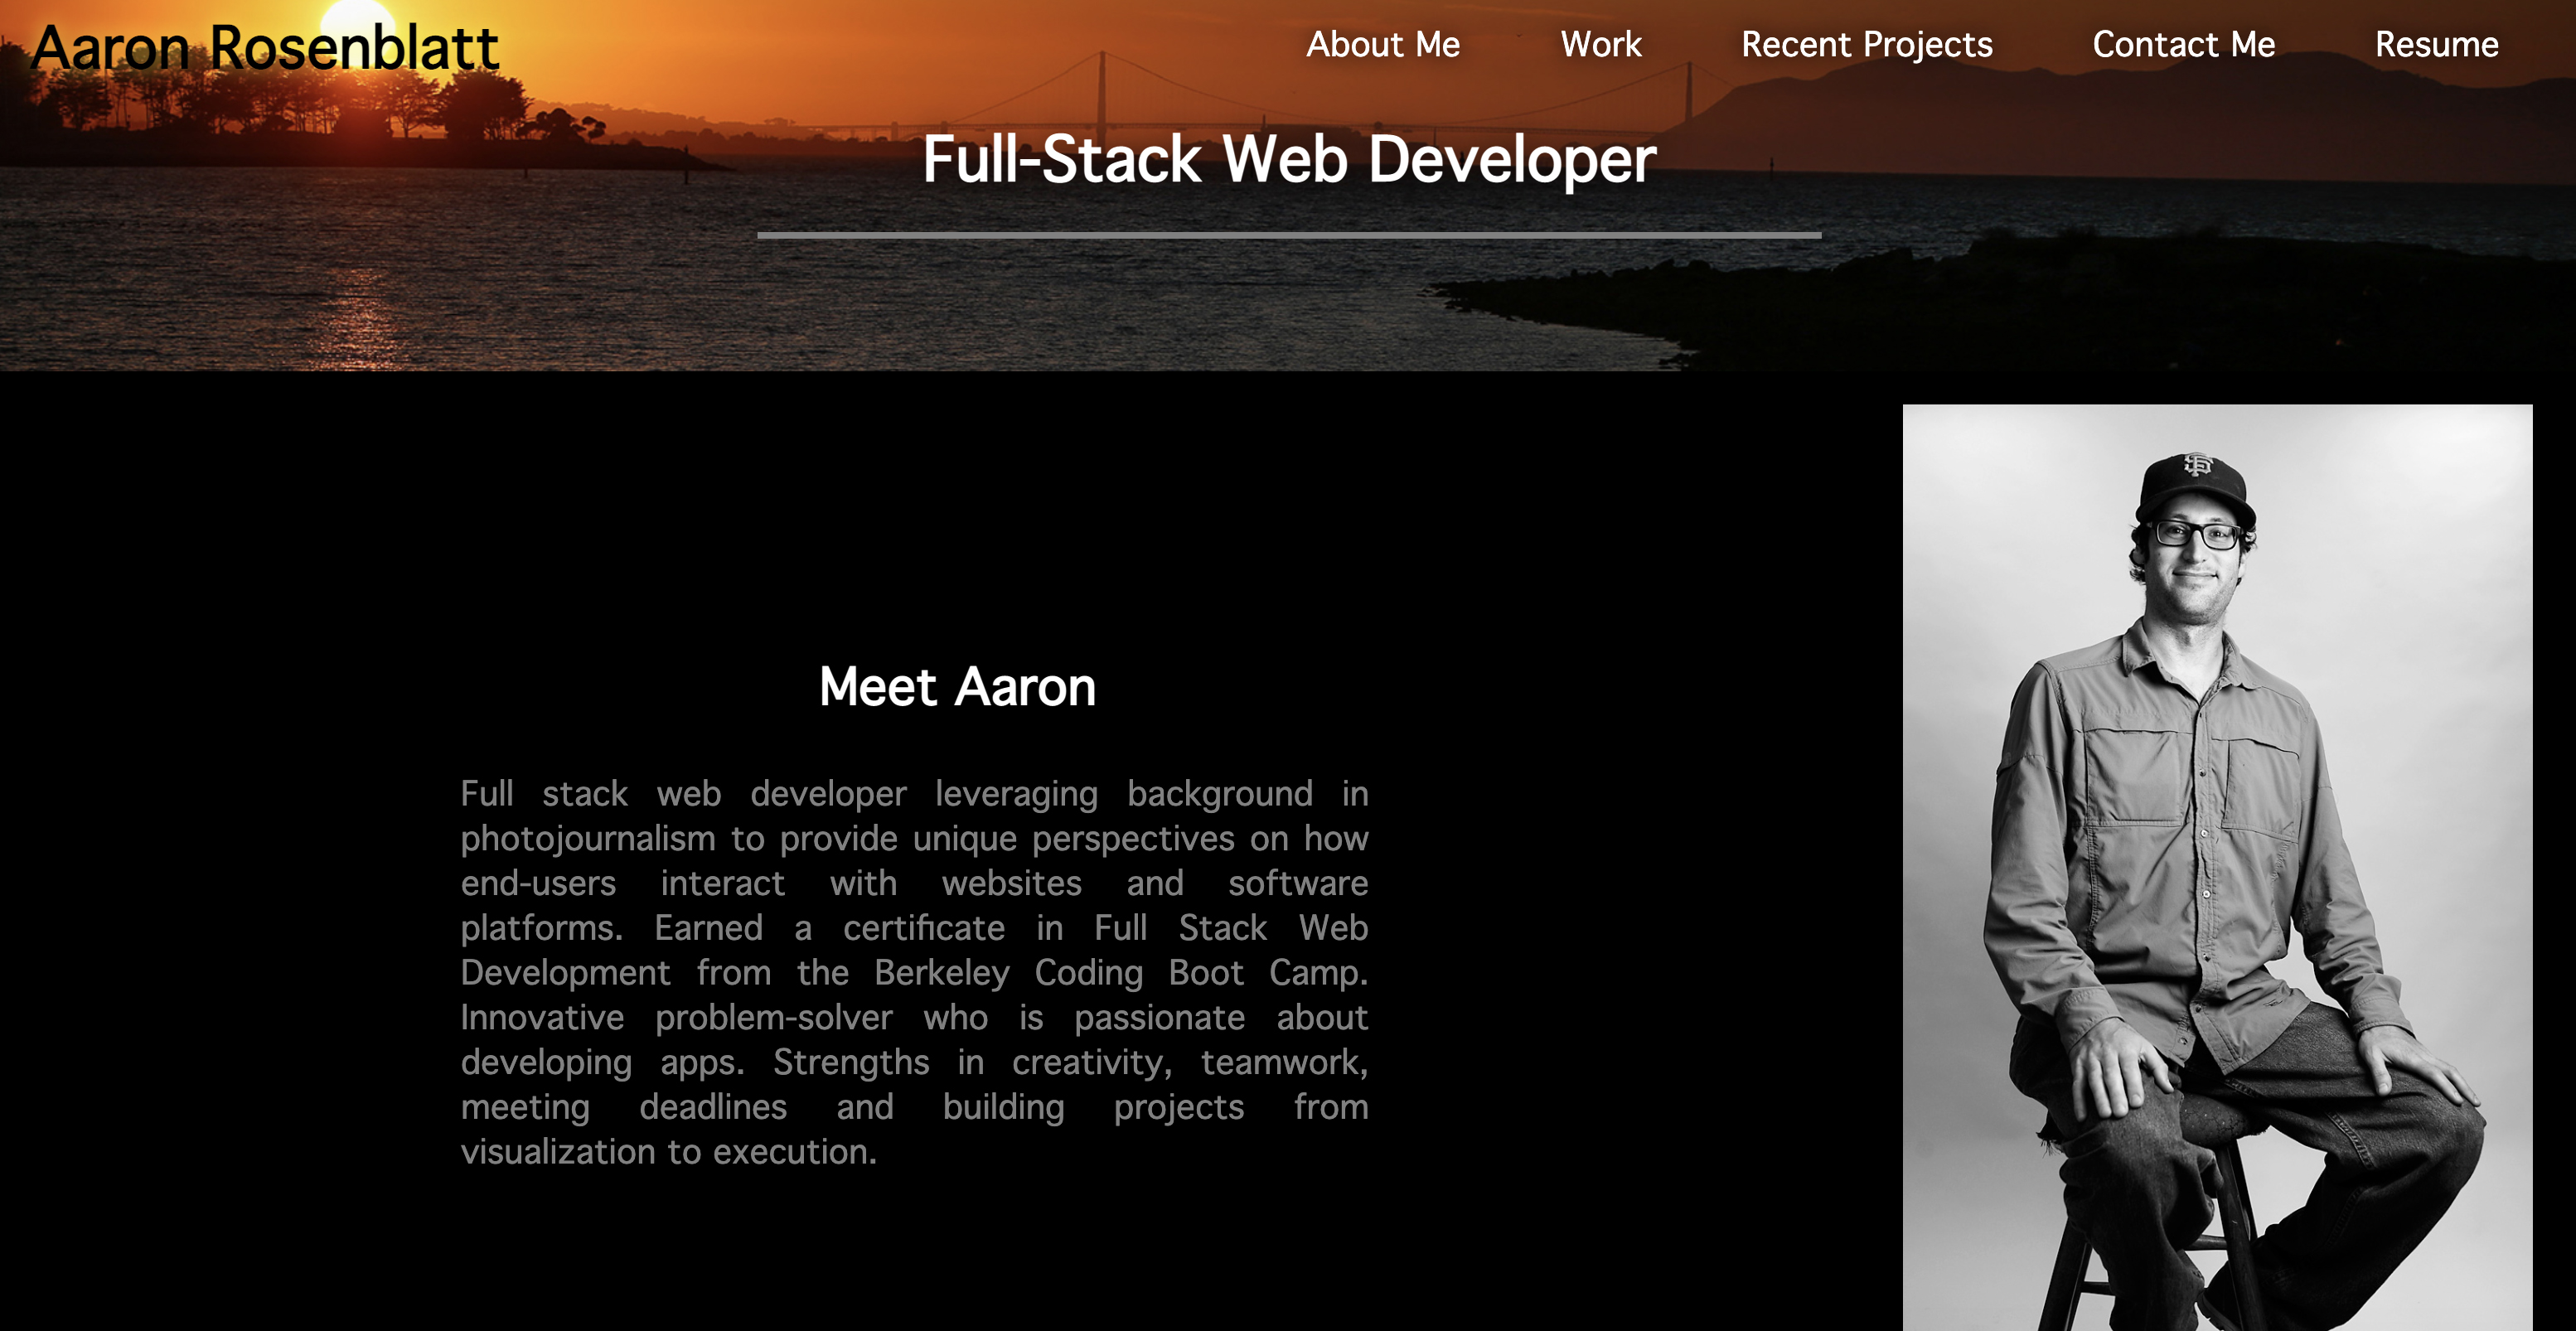 Aaron Rosenblatt
About Me Work Recent Projects Contact Me Resume
Full-Stack Web Developer
SF
Meet Aaron
Full stack web developer leveraging background in
photojournalism to provide unique perspectives on how
end-users interact with websites and software
platforms. Earned a certificate in Full Stack Web
Development from the Berkeley Coding Boot Camp.
Innovative problem-solver who is passionate about
developing apps. Strengths in creativity, teamwork,
meeting deadlines and building projects from
visualization to execution.